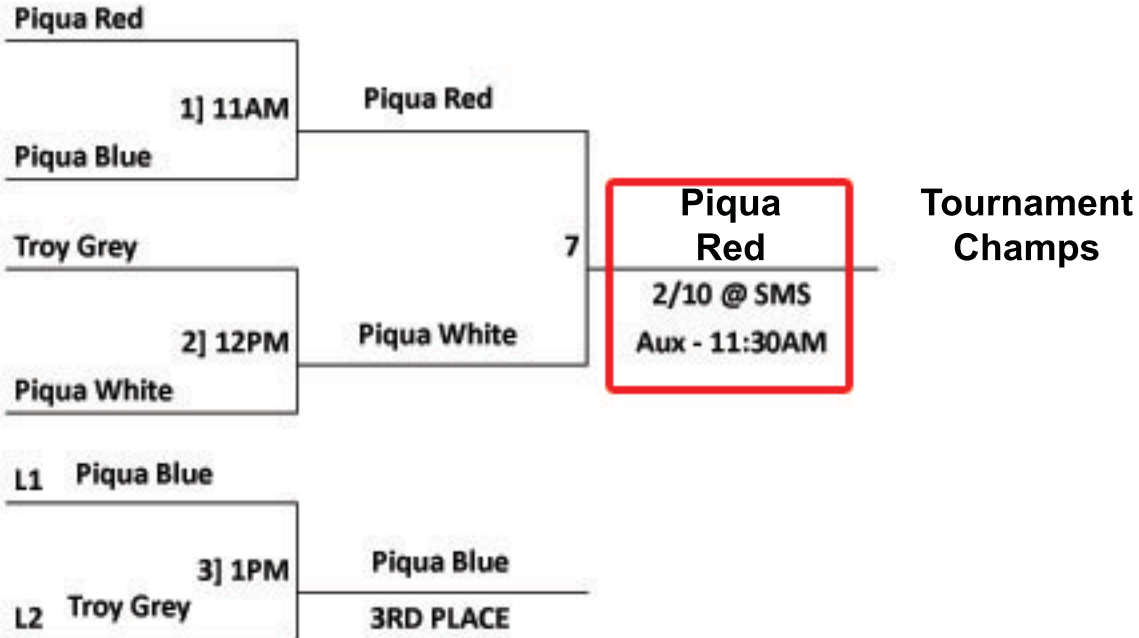 Piqua Red
1] 11AM
Piqua Red
Piqua Blue
Troy Grey
7
Piqua Red
Tournament Champs
2/10 @ SMS
Aux - 11:30AM
2] 12PM
Piqua White
Piqua White
L1 Piqua Blue
3] 1PM
Piqua Blue
L2 Troy Grey
3RD PLACE